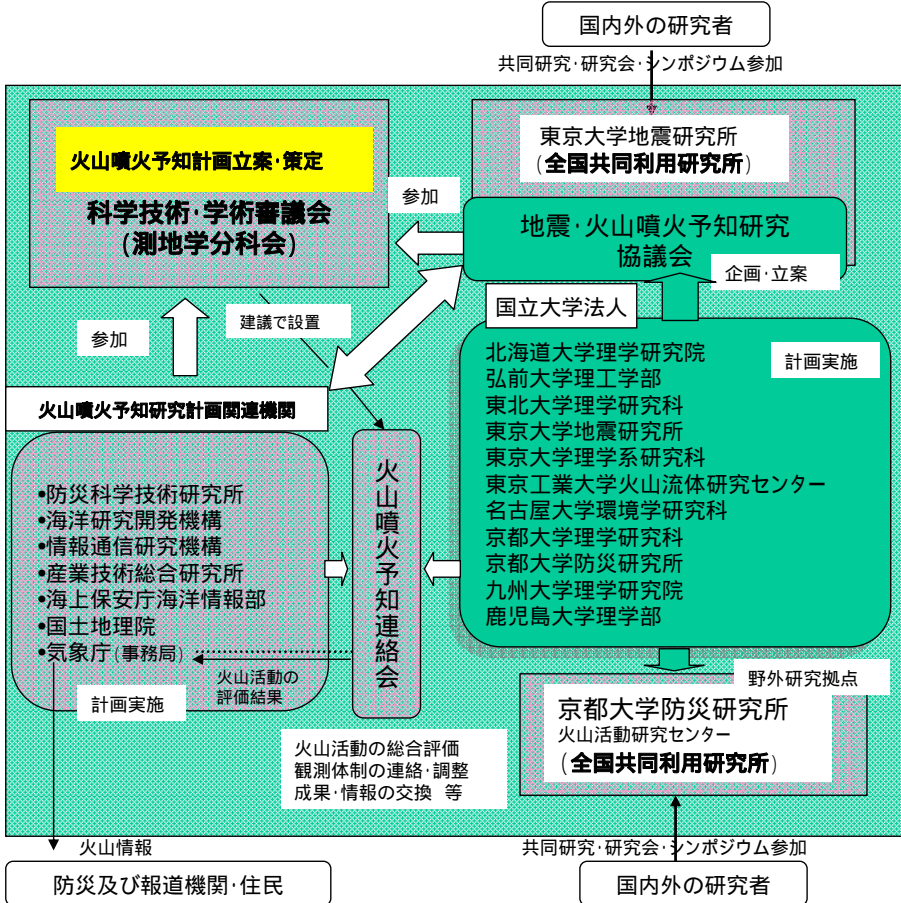 国内外の研究者
共同研究・研究会・シンポジウム参加
火山噴火予知計画立案・策定
科学技術・学術審議会
(測地学分科会)
参加
東京大学地震研究所
(全国共同利用研究所)
地震・火山噴火予知研究
協議会
企画・立案
建議で設置
参加
国立大学法人
計画実施
北海道大学理学研究院
弘前大学理工学部
東北大学理学研究科
東京大学地震研究所
東京大学理学系研究科
東京工業大学火山流体研究センター
名古屋大学環境学研究科
京都大学理学研究科
京都大学防災研究所
九州大学理学研究院
鹿児島大学理学部
火山噴火予知研究計画関連機関
•防災科学技術研究所
•海洋研究開発機構
•情報通信研究機構
•産業技術総合研究所
•海上保安庁海洋情報部
•国土地理院
•気象庁(事務局)
計画実施
火山噴火予知連絡会
火山活動の
評価結果
火山活動の総合評価
観測体制の連絡・調整
成果・情報の交換 等
野外研究拠点
京都大学防災研究所
火山活動研究センター
(全国共同利用研究所)
火山情報
防災及び報道機関・住民
共同研究・研究会・シンポジウム参加
国内外の研究者